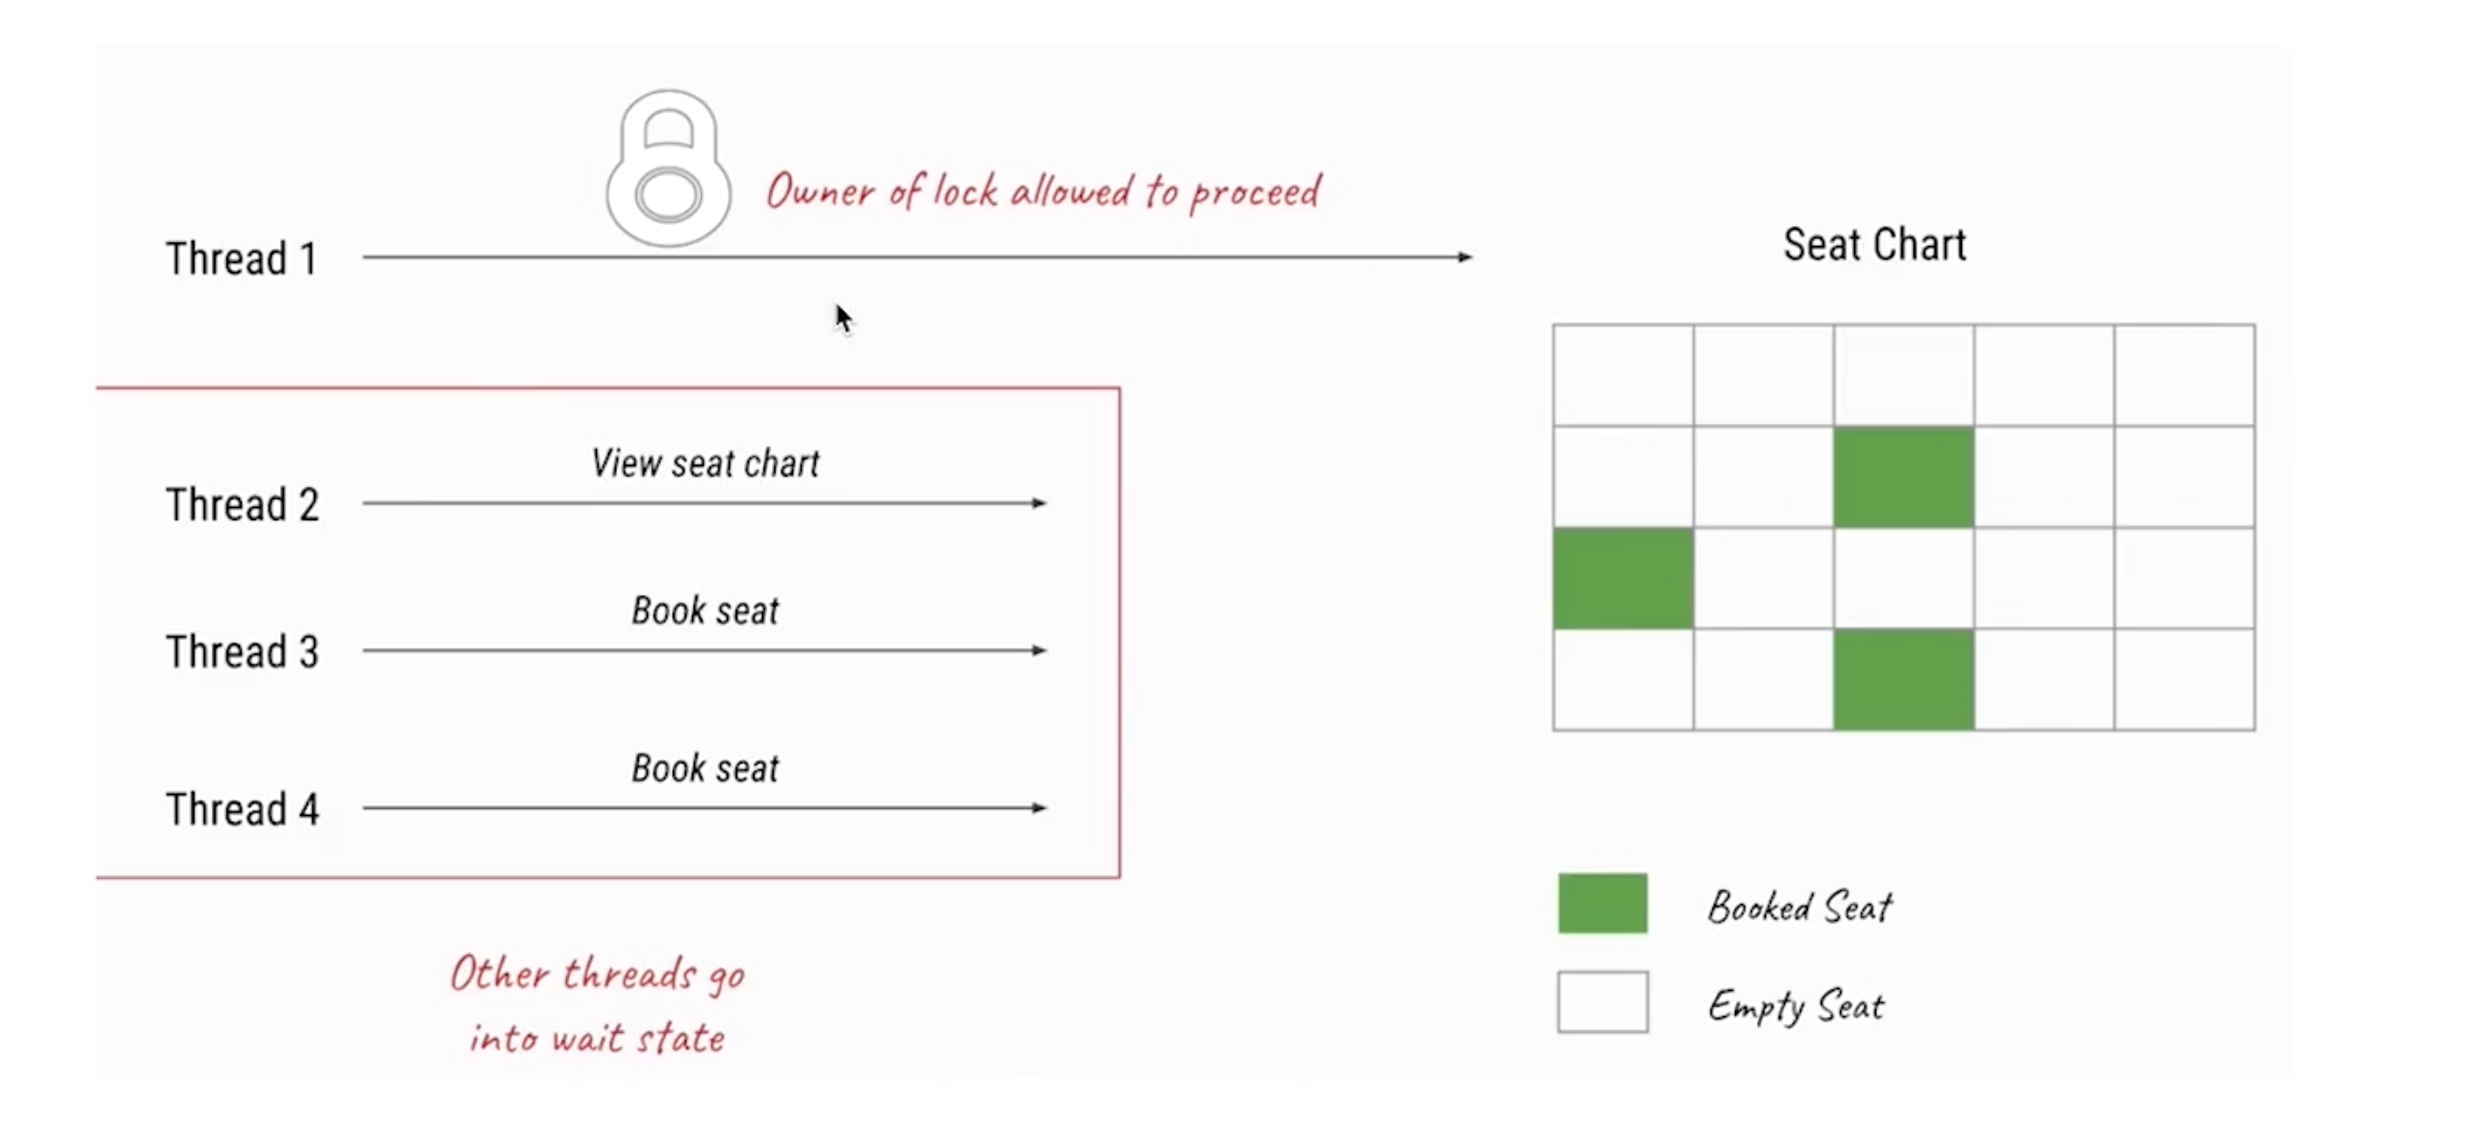 Owner of lock allowed to proceed
Thread 1
Seat Chart
View seat chart
Thread 2
Book seat
Thread 3
Book seat
Thread 4
Booked Seat
Other threads go
into wait state
Empty Seat